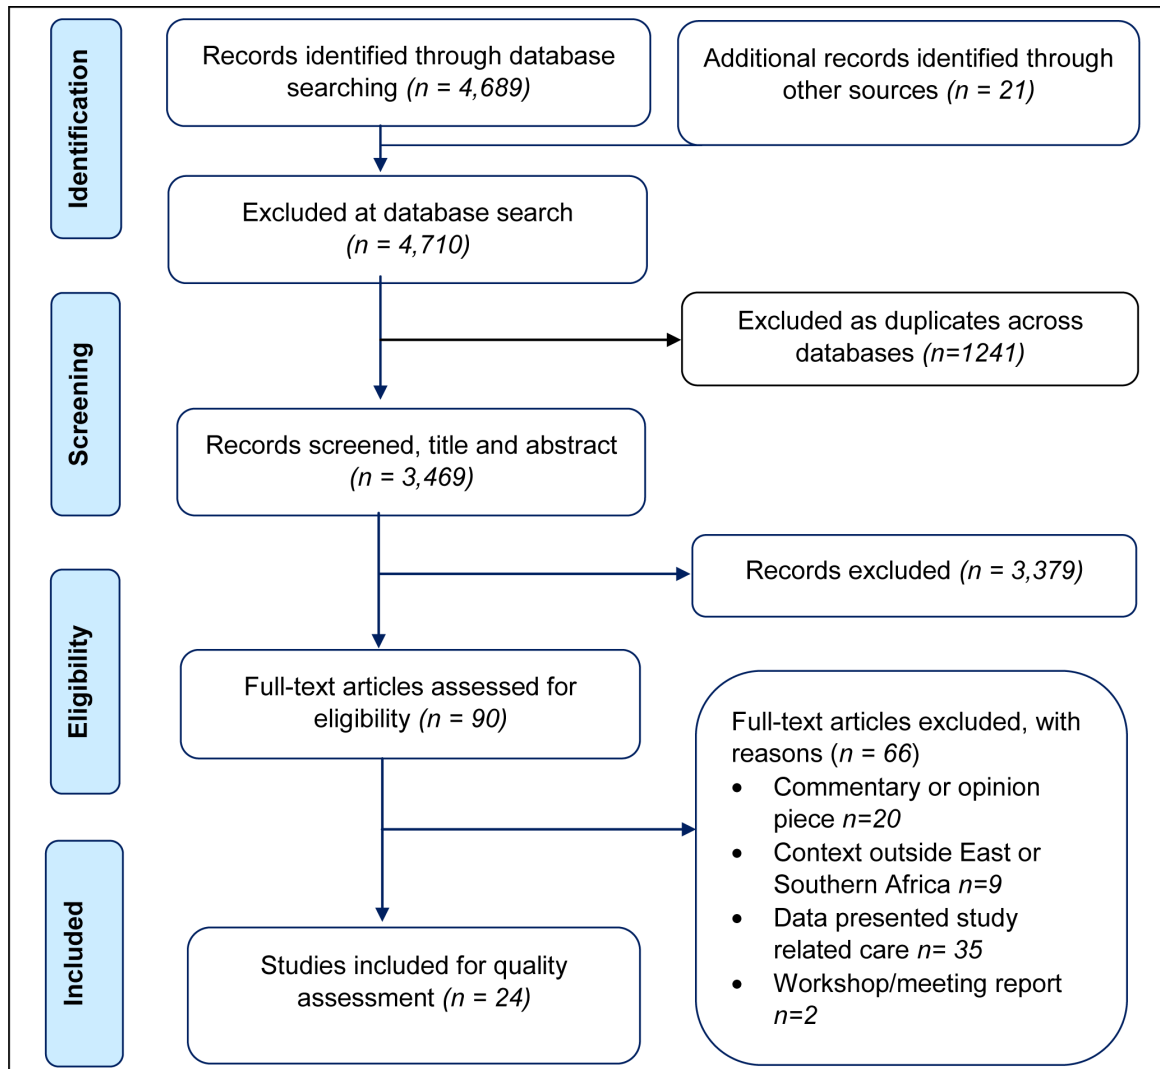 Identification
Records identified through database
searching (n = 4,689)
Additional records identified through
other sources (n = 21)
Excluded at database search
(n = 4,710)
Screening
Excluded as duplicates across
databases (n=1241)
Records screened, title and abstract
(n = 3,469)
Records excluded (n = 3,379)
Eligibility
Full-text articles assessed for
eligibility (n = 90)
Full-text articles excluded, with
reasons (n = 66)
• Commentary or opinion
piece n=20
• Context outside East or
Southern Africa n=9
• Data presented study
related care n= 35
• Workshop/meeting report
n=2
Included
Studies included for quality
assessment (n = 24)